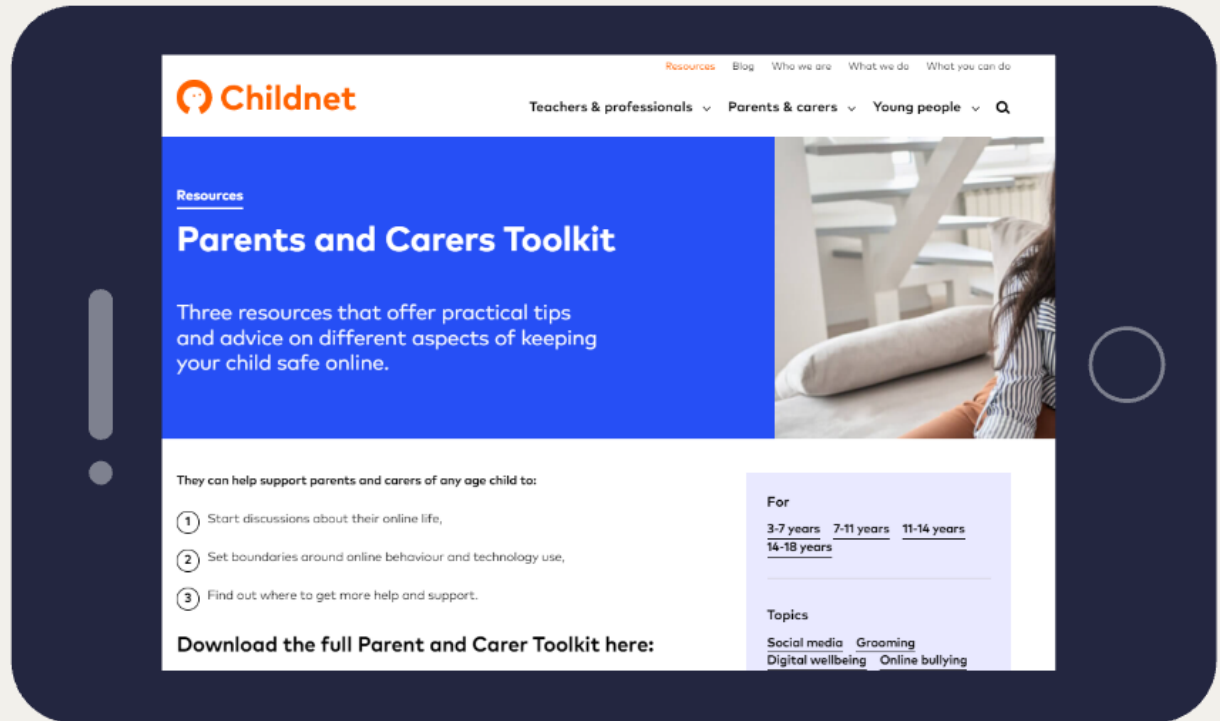 Resources Blog Who we are What we do What you can do
Childnet
Teachers & professionals Parents & carers Young people
Resources
Parents and Carers Toolkit
Three resources that offer practical tips
and advice on different aspects of keeping
your child safe online.
They can help support parents and carers of any age child to:
1 Start discussions about their online life,
2 Set boundaries around online behaviour and technology use,
3 Find out where to get more help and support.
Download the full Parent and Carer Toolkit here:
For
3-7 years 7-11 years 11-14 years
14-18 years
Topics
Social media Grooming
Digital wellbeing Online bullying